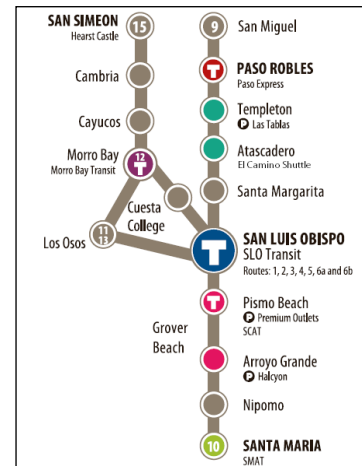 SAN SIMEON
Hearst Castle
15
Cambria
Cayucos
Morro Bay
Morro Bay Transit
12
T
Cuesta
College
Los Osos
11
13
9
San Miguel
T
PASO ROBLES
Paso Express
Templeton
P Las Tablas
Atascadero
El Camino Shuttle
Santa Margarita
T
SAN LUIS OBISPO
SLO Transit
Routes: 1, 2, 3, 4, 5, 6a and 6b
T
Pismo Beach
P Premium Outlets
SCAT
Grover
Beach
Arroyo Grande
P Halcyon
Nipomo
10
SANTA MARIA
SMAT